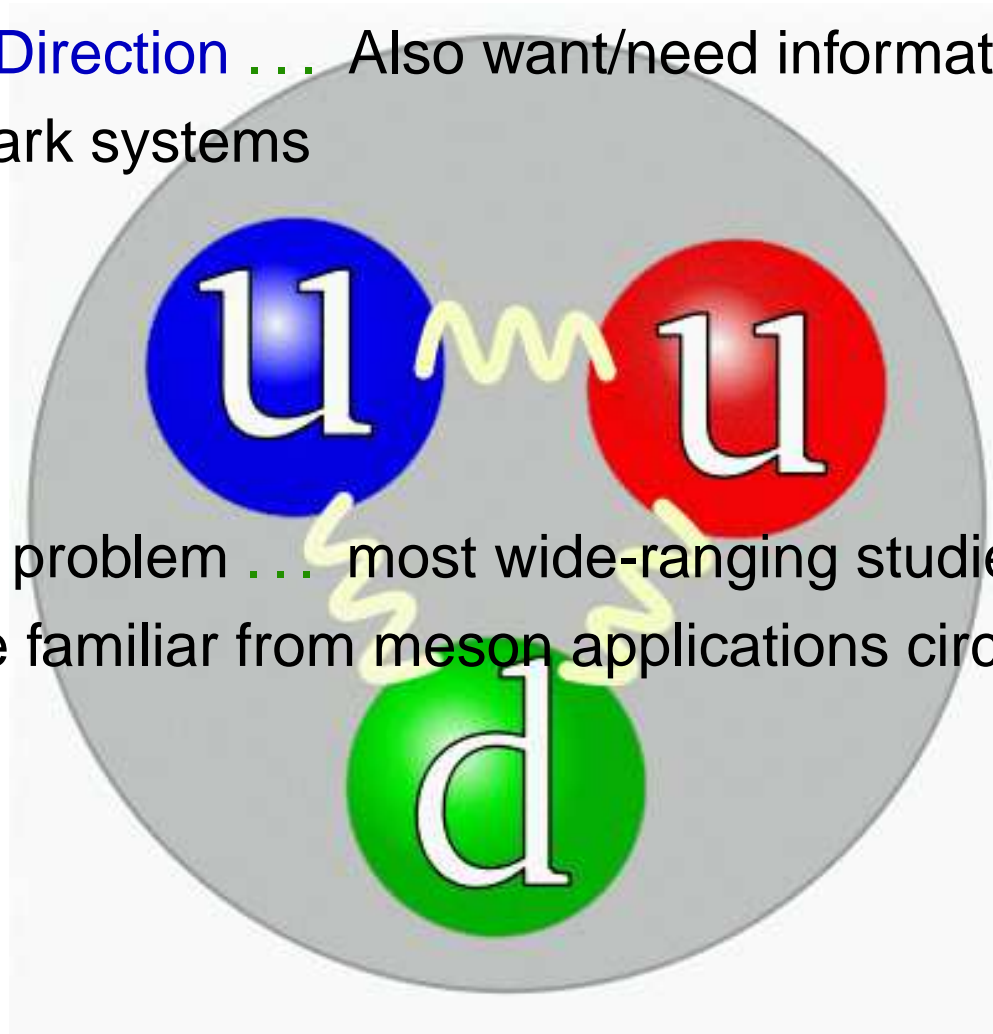 Direction ... Also want/need informat
ark systems
u u
problem ... most wide-ranging studie
e familiar from meson applications circ
d